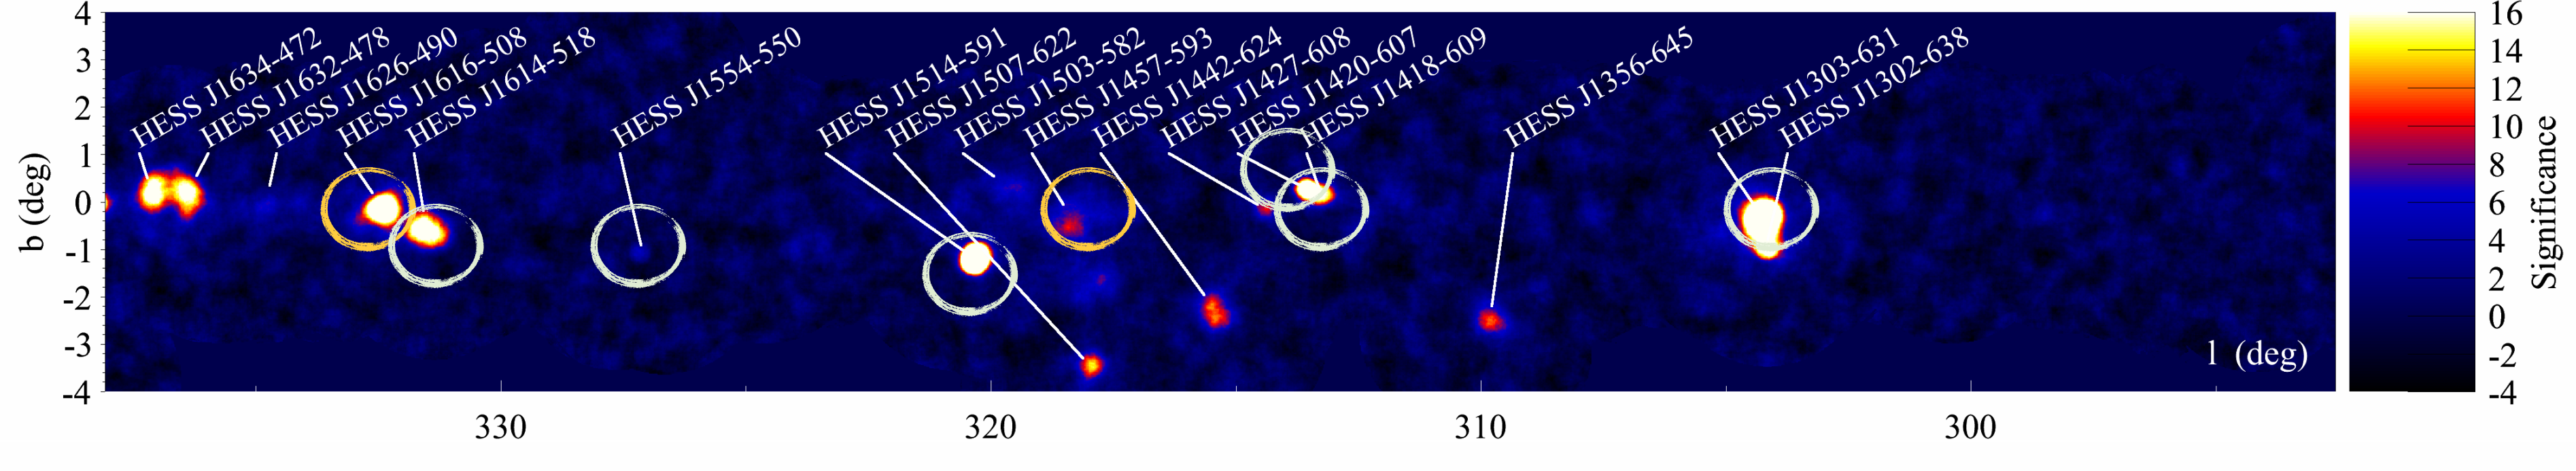 4
3
2
1
0
-1
-2
-3
-4
b (deg)
HESS J1634-472
HESS J1632-478
HESS J1626-490
HESS J1616-508
HESS J1614-518
HESS J1554-550
HESS J1514-591
HESS J1507-622
HESS J1503-582
HESS J1457-593
HESS J1442-624
HESS J1427-608
HESS J1420-607
HESS J1418-609
HESS J1356-645
HESS J1303-631
HESS J1302-638
l (deg)
330
320
310
300
16
14
12
10
8
6
4
2
0
-2
-4
Significance